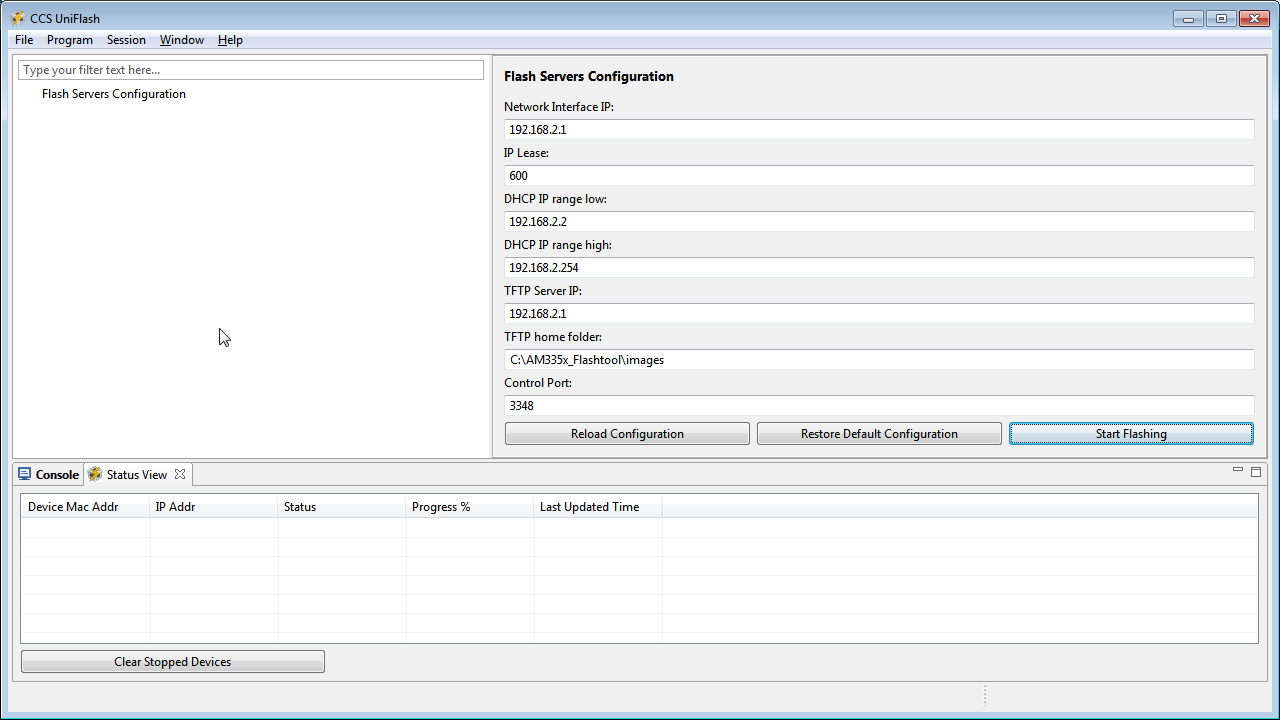 CCS UniFlash
File Program Session Window Help
Type your filter text here...
Flash Servers Configuration
Flash Servers Configuration
Network Interface IP:
192.168.2.1
IP Lease:
600
DHCP IP range low:
192.168.2.2
DHCP IP range high:
192.168.2.254
TFTP Server IP:
192.168.2.1
TFTP home folder:
C:\AM335x_Flashtool\images
Control Port:
3348
Reload Configuration Restore Default Configuration Start Flashing
Console Status View
Device Mac Addr IP Addr Status Progress % Last Updated Time
Clear Stopped Devices